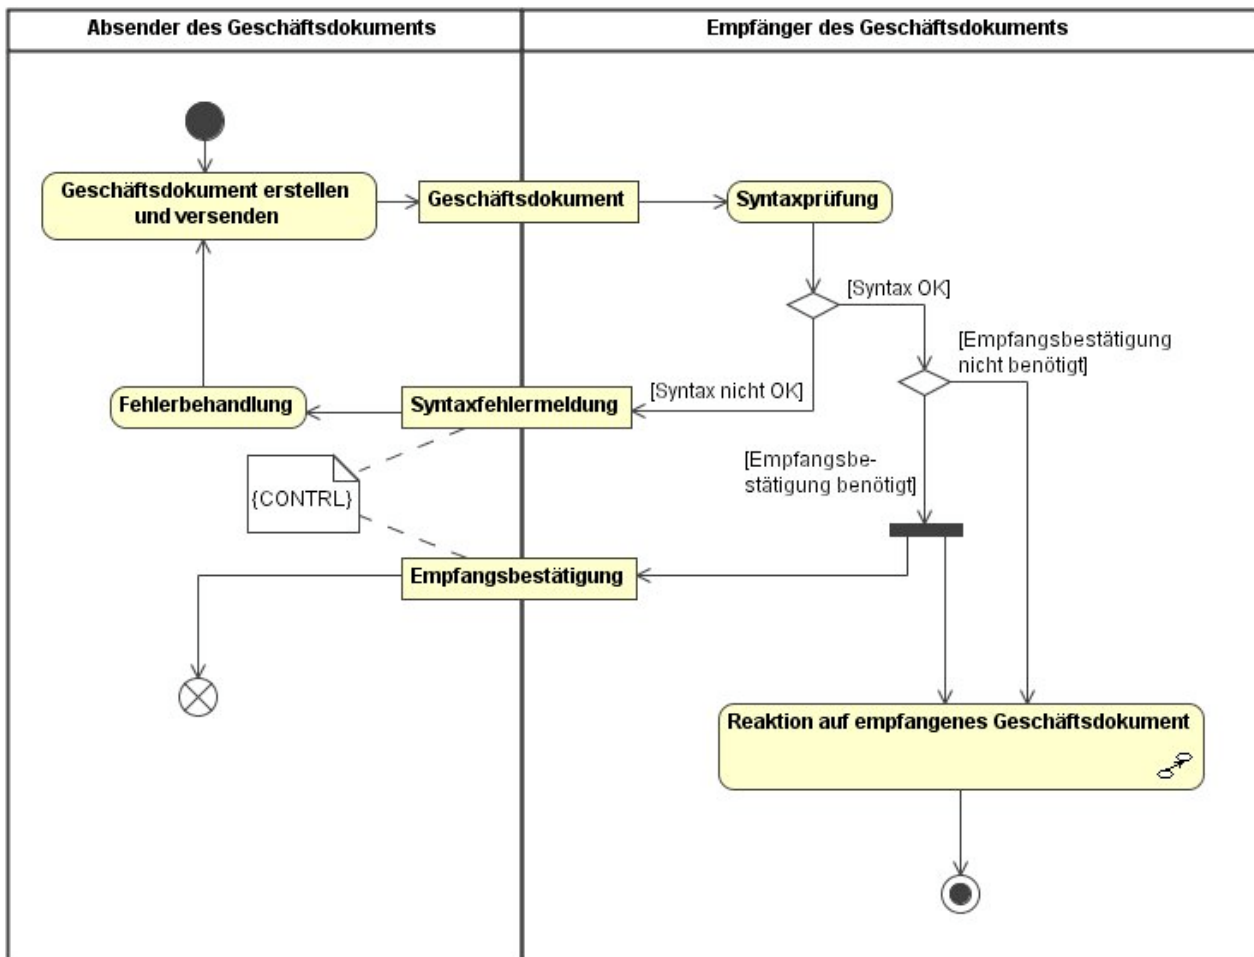 Absender des Geschäftsdokuments
Empfänger des Geschäftsdokuments
Geschäftsdokument erstellen
und versenden
Geschäftsdokument
Syntaxprüfung
[Syntax OK]
[Empfangsbestätigung
nicht benötigt]
Fehlerbehandlung
Syntaxfehlermeldung
[Syntax nicht OK]
[Empfangsbe-
stätigung benötigt]
{CONTRL}
Empfangsbestätigung
Reaktion auf empfangenes Geschäftsdokument